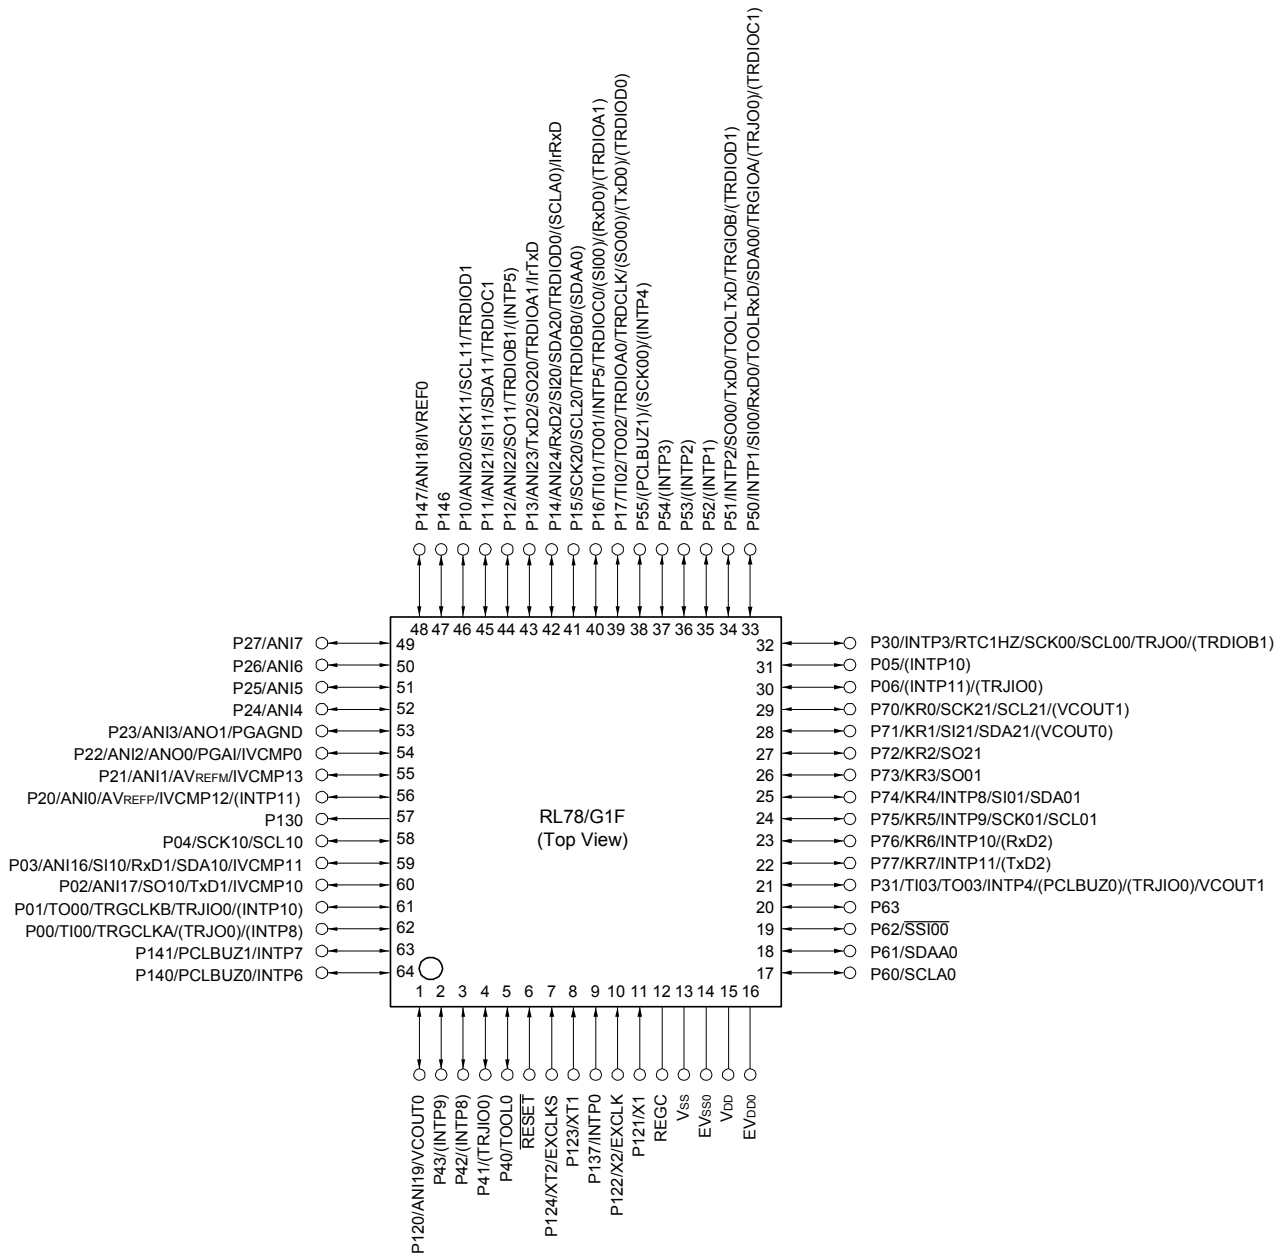 P147/ANI18/IVREF0
P146
P10/ANI20/SCK11/SCL11/TRDIOD1
P11/ANI21/SI11/SDA11/TRDIOC1
P12/ANI22/SO11/TRDIOB1/(INTP5)
P13/ANI23/TxD2/SO20/TRDIOA1/IrTxD
P14/ANI24/RxD2/SI20/SDA20/TRDIOD0/(SCLA0)/IrRxD
P15/SCK20/SCL20/TRDIOB0/(SDAA0)
P16/TI01/TO01/INTP5/TRDIOC0/(SI00)/(RxD0)/(TRDIOA1)
P17/TI02/TO02/TRDIOA0/TRDCLK/(SO00)/(TxD0)/(TRDIOD0)
P55/(PCLBUZ1)/(SCK00)/(INTP4)
P54/(INTP3)
P53/(INTP2)
P52/(INTP1)
P51/INTP2/SO00/TxD0/TOOLTxD/TRGIOB/(TRDIOD1)
P50/INTP1/SI00/RxD0/TOOLRxD/SDA00/TRGIOA/(TRJO0)/(TRDIOC1)
48 47 46 45 44 43 42 41 40 39 38 37 36 35 34 33
P27/ANI7 49
P26/ANI6 50
P25/ANI5 51
P24/ANI4 52
P23/ANI3/ANO1/PGAGND 53
P22/ANI2/ANO0/PGAI/IVCMP0 54
P21/ANI1/AVREFM/IVCMP13 55
P20/ANI0/AVREFP/IVCMP12/(INTP11) 56
P130 57
P04/SCK10/SCL10 58
P03/ANI16/SI10/RxD1/SDA10/IVCMP11 59
P02/ANI17/SO10/TxD1/IVCMP10 60
P01/TO00/TRGCLKB/TRJIO0/(INTP10) 61
P00/TI00/TRGCLKA/(TRJO0)/(INTP8) 62
P141/PCLBUZ1/INTP7 63
P140/PCLBUZ0/INTP6 64
RL78/G1F
(Top View)
32 P30/INTP3/RTC1HZ/SCK00/SCL00/TRJO0/(TRDIOB1)
31 P05/(INTP10)
30 P06/(INTP11)/(TRJIO0)
29 P70/KR0/SCK21/SCL21/(VCOUT1)
28 P71/KR1/SI21/SDA21/(VCOUT0)
27 P72/KR2/SO21
26 P73/KR3/SO01
25 P74/KR4/INTP8/SI01/SDA01
24 P75/KR5/INTP9/SCK01/SCL01
23 P76/KR6/INTP10/(RxD2)
22 P77/KR7/INTP11/(TxD2)
21 P31/TI03/TO03/INTP4/(PCLBUZ0)/(TRJIO0)/VCOUT1
20 P63
19 P62/SSI00
18 P61/SDAA0
17 P60/SCLA0
1 2 3 4 5 6 7 8 9 10 11 12 13 14 15 16
P120/ANI19/VCOUT0
P43/(INTP9)
P42/(INTP8)
P41/(TRJIO0)
P40/TOOL0
RESET
P124/XT2/EXCLKS
P123/XT1
P137/INTP0
P122/X2/EXCLK
P121/X1
REGC
VSS
EVSS0
VDD
EVDD0